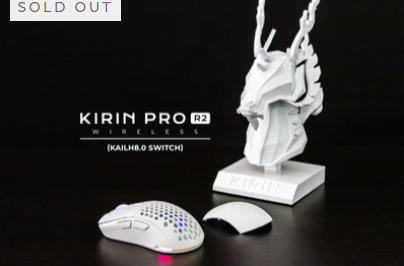 SOLD OUT
KIRIN PRO R2
WIRELESS
(KAILH8.0 SWITCH)
KIRIN